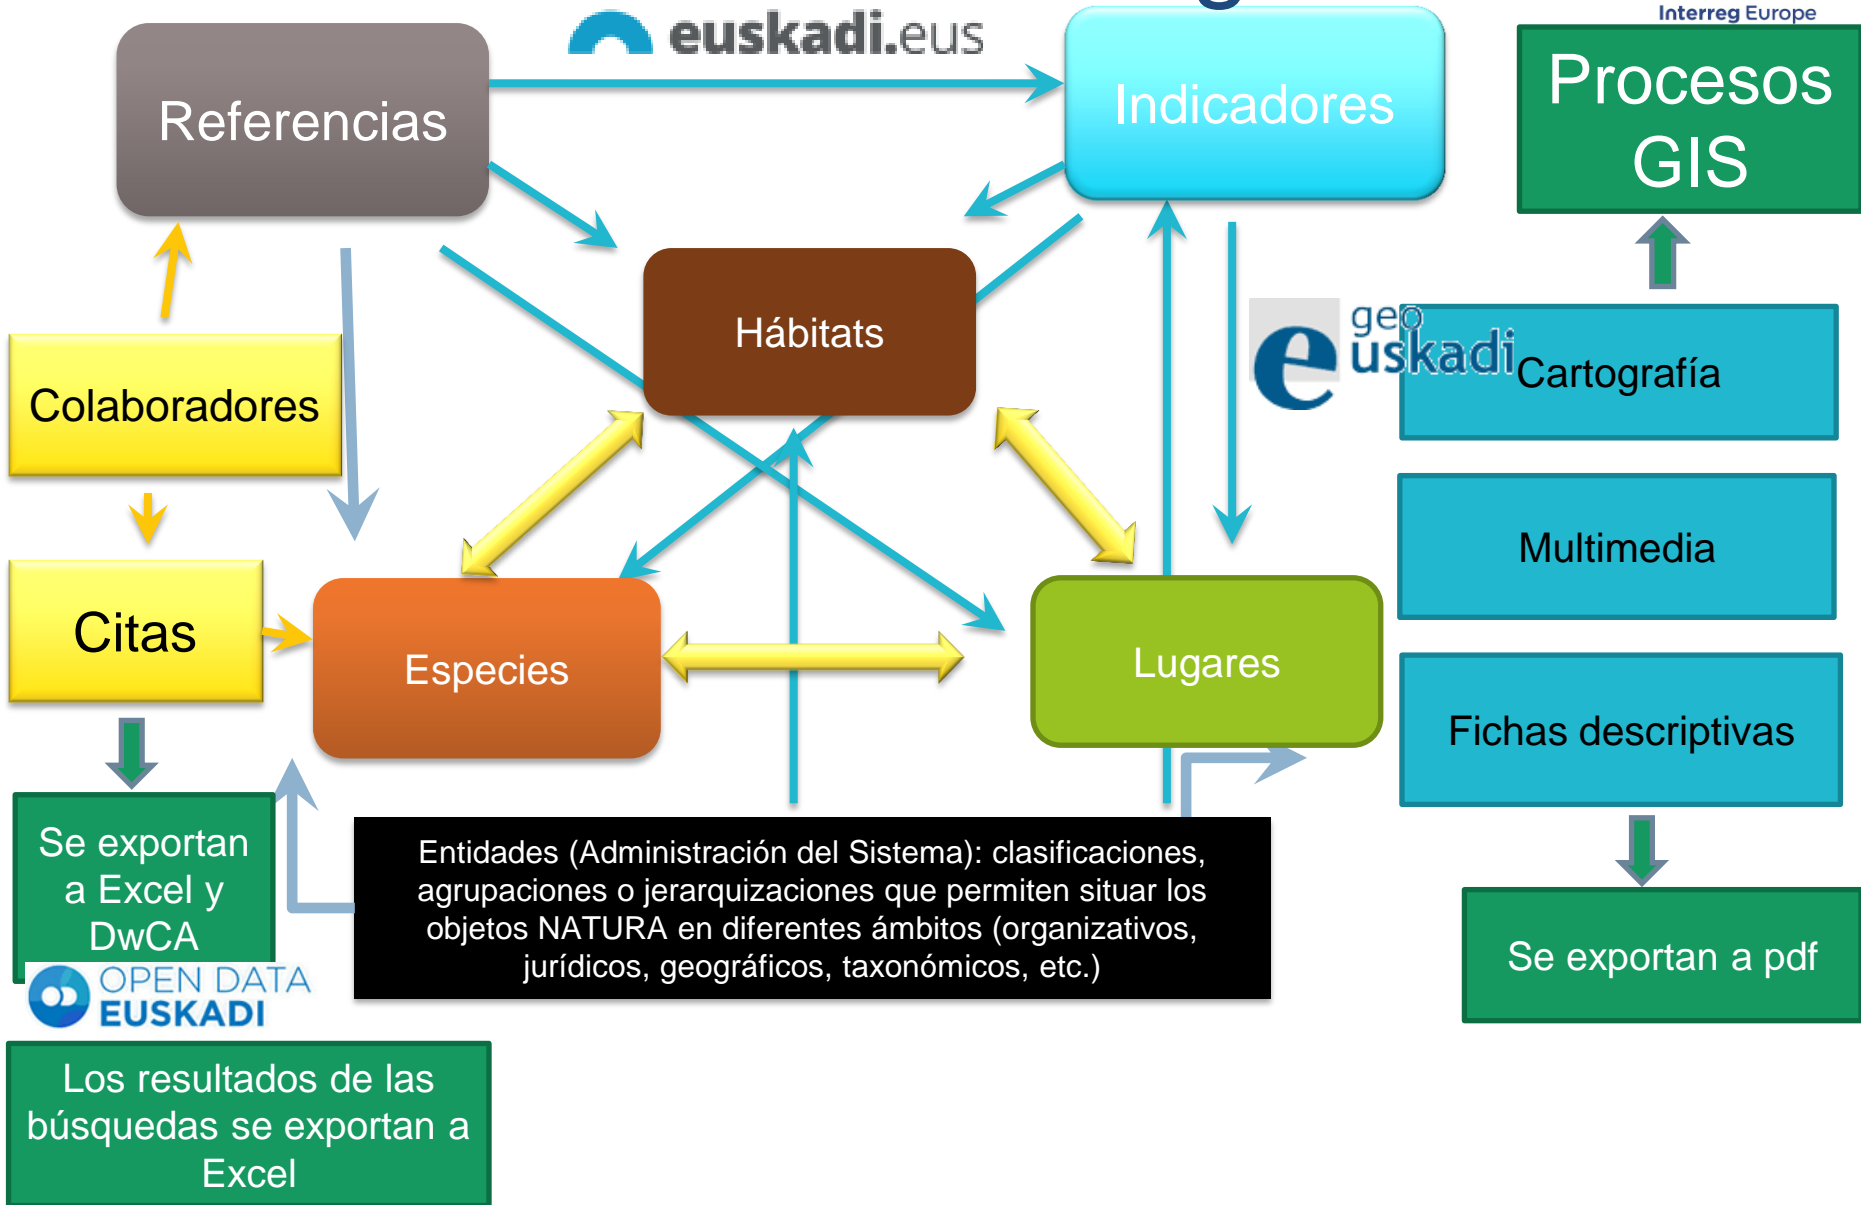 Interreg Europe
euskadi.eus
Referencias
Indicadores
Procesos
GIS
Hábitats
geo
euskadi
Cartografía
Colaboradores
Multimedia
Citas
Especies
Lugares
Fichas descriptivas
Se exportan
a Excel y
DwCA
Entidades (Administración del Sistema): clasificaciones,
agrupaciones o jerarquizaciones que permiten situar los
objetos NATURA en diferentes ámbitos (organizativos,
jurídicos, geográficos, taxonómicos, etc.)
Se exportan a pdf
OPEN DATA
EUSKADI
Los resultados de las
búsquedas se exportan a
Excel